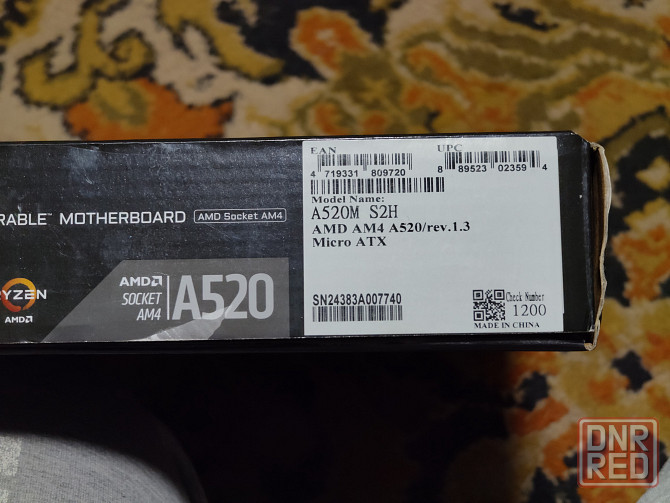 EAN UPC
4 719331 809720 8 89523 02359 4
Model Name:
A520M S2H
AMD AM4 A520/rev.1.3
Micro ATX
SN24383A007740
Check Number
1200
MADE IN CHINA
RABLE™ MOTHERBOARD AMD Socket AM4
RYZEN
AMD
AMD
SOCKET
AM4
A520
DNR
RED